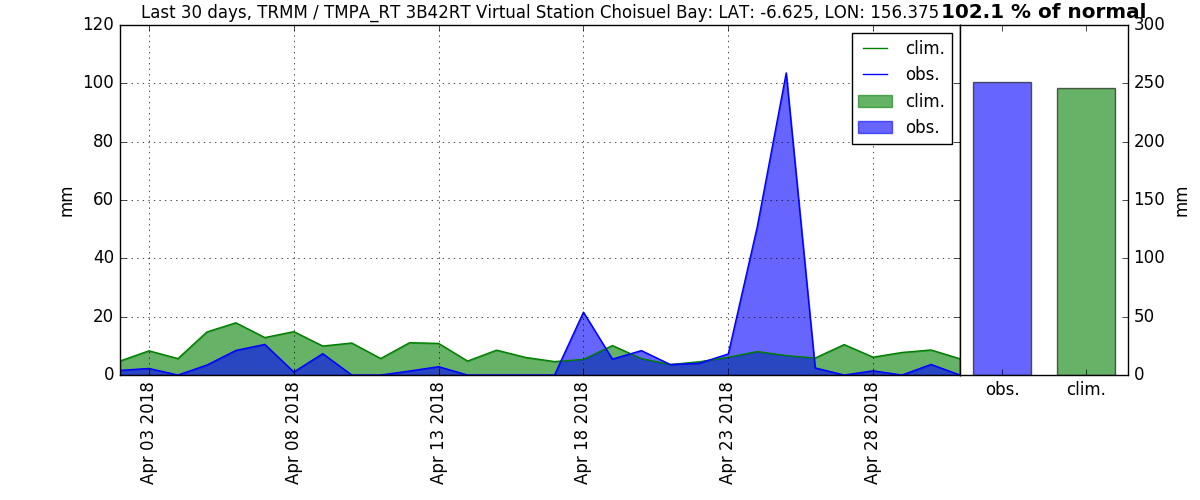 Last 30 days, TRMM / TMPA_RT 3B42RT Virtual Station Choisuel Bay: LAT: -6.625, LON: 156.375 102.1 % of normal
120
100
80
60
40
20
0
mm
clim.
obs.
clim.
obs.
300
250
200
150
100
50
0
mm
Apr 03 2018
Apr 08 2018
Apr 13 2018
Apr 18 2018
Apr 23 2018
Apr 28 2018
obs.
clim.